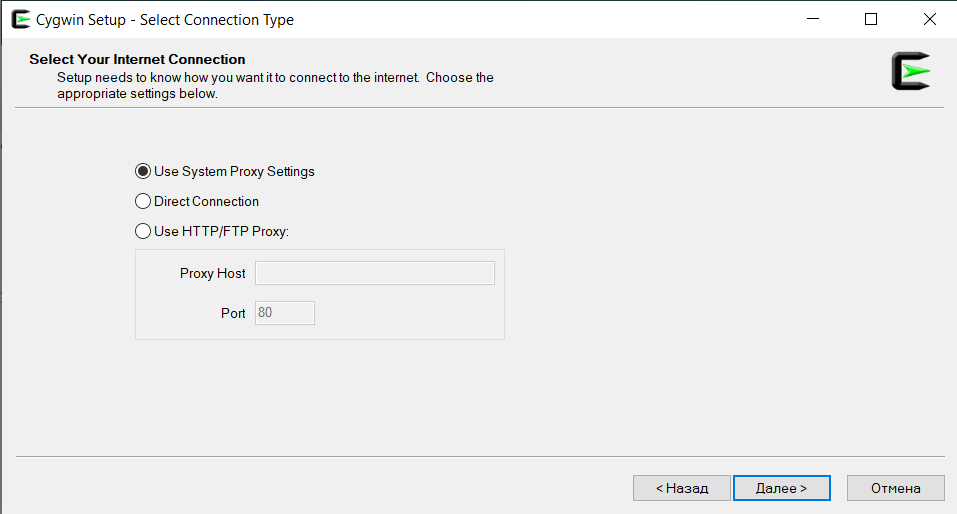 Cygwin Setup - Select Connection Type
Select Your Internet Connection
Setup needs to know how you want it to connect to the internet. Choose the
appropriate settings below.
Use System Proxy Settings
Direct Connection
Use HTTP/FTP Proxy:
Proxy Host
Port 80
< Назад Далее > Отмена